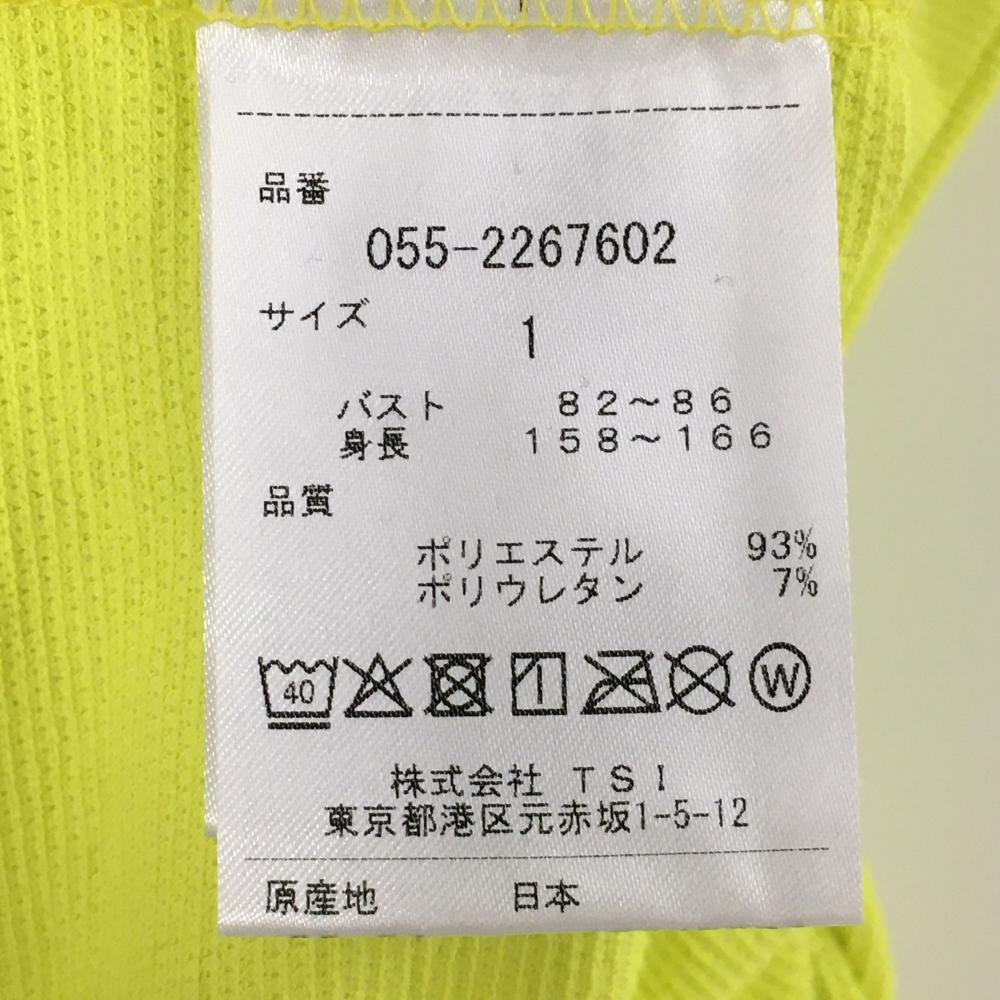 品番
055-2267602
サイズ 1
バスト 82～86
身長 158～166
品質
ポリエステル 93%
ポリウレタン 7%
40 W
株式会社 TSI
東京都港区元赤坂1-5-12
原産地 日本